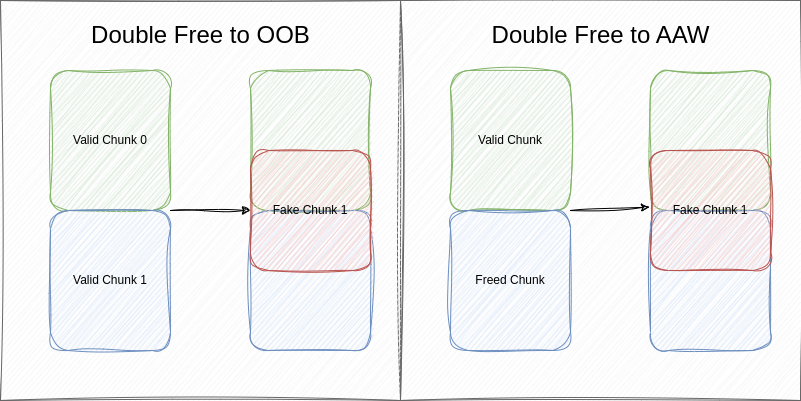 Double Free to OOB
Valid Chunk 0
Valid Chunk 1
Fake Chunk 1
Double Free to AAW
Valid Chunk
Freed Chunk
Fake Chunk 1